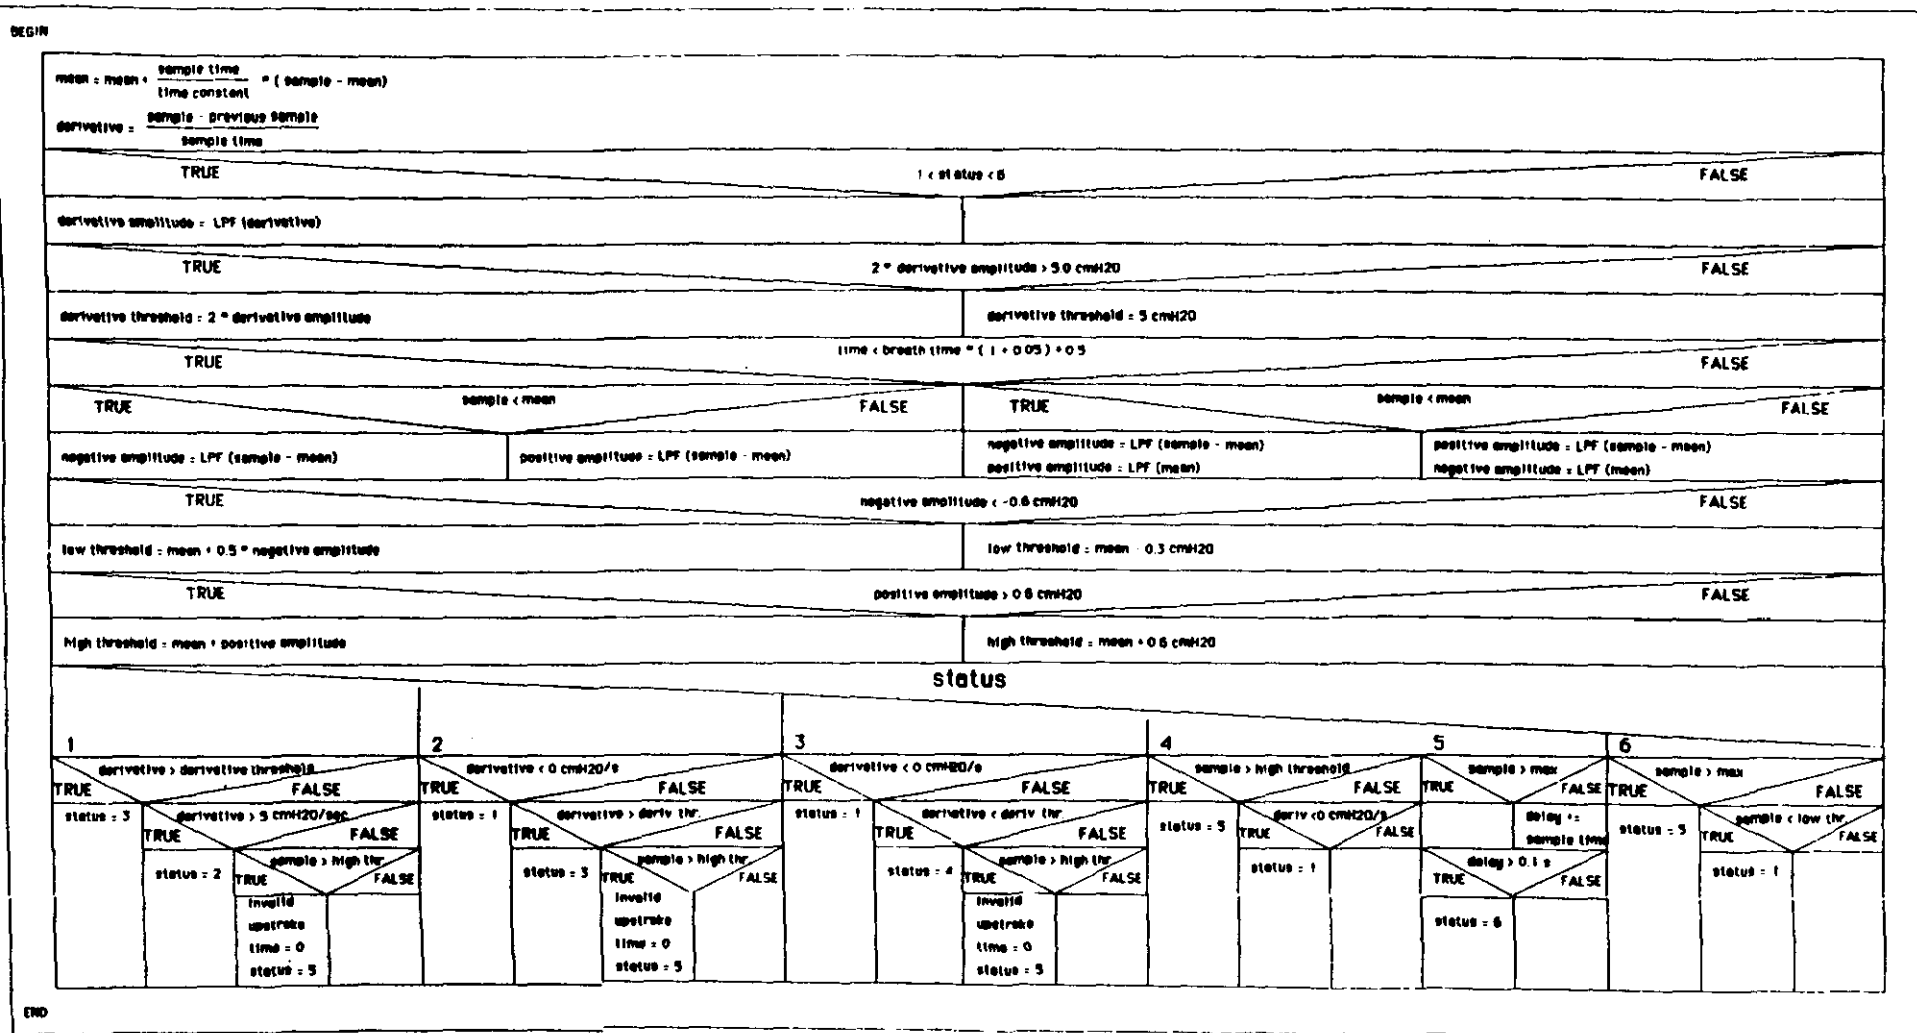 BEGIN
mean = mean + sample time / time constant * ( sample - mean)
derivative = sample - previous sample / sample time
TRUE 1 < status < 6 FALSE
derivative amplitude = LPF (derivative)
TRUE 2 * derivative amplitude > 5.0 cmH20 FALSE
derivative threshold = 2 * derivative amplitude derivative threshold = 5 cmH20
TRUE time < breath time * ( 1 + 0.05 ) + 0.5 FALSE
TRUE sample < mean FALSE TRUE sample < mean FALSE
negative amplitude = LPF (sample - mean) positive amplitude = LPF (sample - mean) negative amplitude = LPF (sample - mean) positive amplitude = LPF (sample - mean)
positive amplitude = LPF (mean) negative amplitude = LPF (mean)
TRUE negative amplitude < -0.6 cmH20 FALSE
low threshold = mean + 0.5 * negative amplitude low threshold = mean - 0.3 cmH20
TRUE positive amplitude > 0.6 cmH20 FALSE
high threshold = mean + positive amplitude high threshold = mean + 0.6 cmH20
status
1 2 3 4 5 6
derivative > derivative threshold derivative < 0 cmH20/s derivative < 0 cmH20/s sample > high threshold sample > max sample > max
TRUE FALSE TRUE FALSE TRUE FALSE TRUE FALSE TRUE FALSE TRUE FALSE
status = 3 derivative > 5 cmH20/sec status = 1 derivative > deriv thr. status = 1 derivative < deriv thr. status = 5 deriv <0 cmH20/s delay += status = 5 sample < low thr.
TRUE FALSE TRUE FALSE TRUE FALSE TRUE FALSE sample time TRUE FALSE
status = 2 sample > high thr. status = 3 sample > high thr. status = 4 sample > high thr. status = 1 delay > 0.1 s status = 1
TRUE FALSE TRUE FALSE TRUE FALSE TRUE FALSE
invalid invalid invalid
upstroke upstroke upstroke status = 6
time = 0 time = 0 time = 0
status = 5 status = 5 status = 5
END